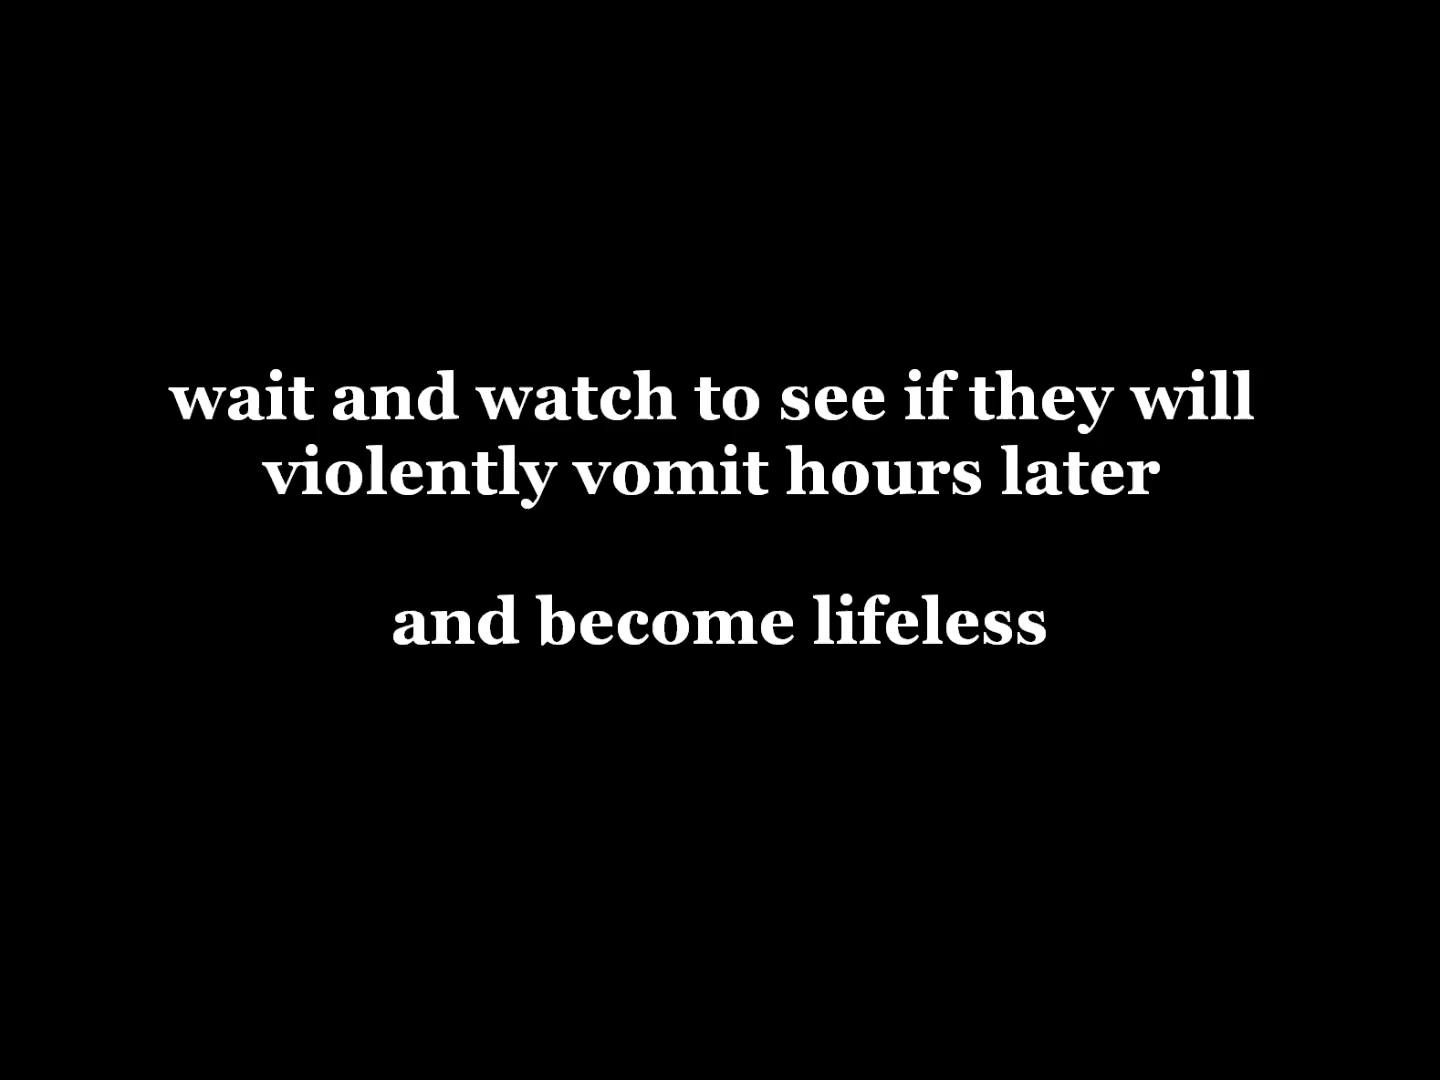 wait and watch to see if they will
violently vomit hours later
and become lifeless